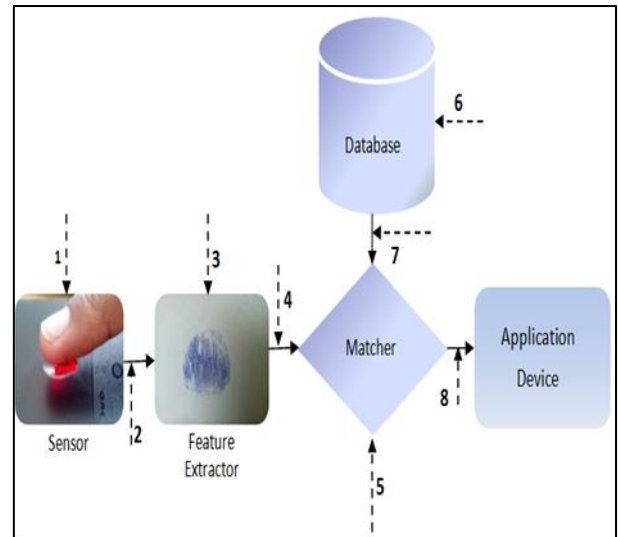 6
Database
7
1
3
4
Matcher
Application
Device
8
2
Sensor
Feature
Extractor
5